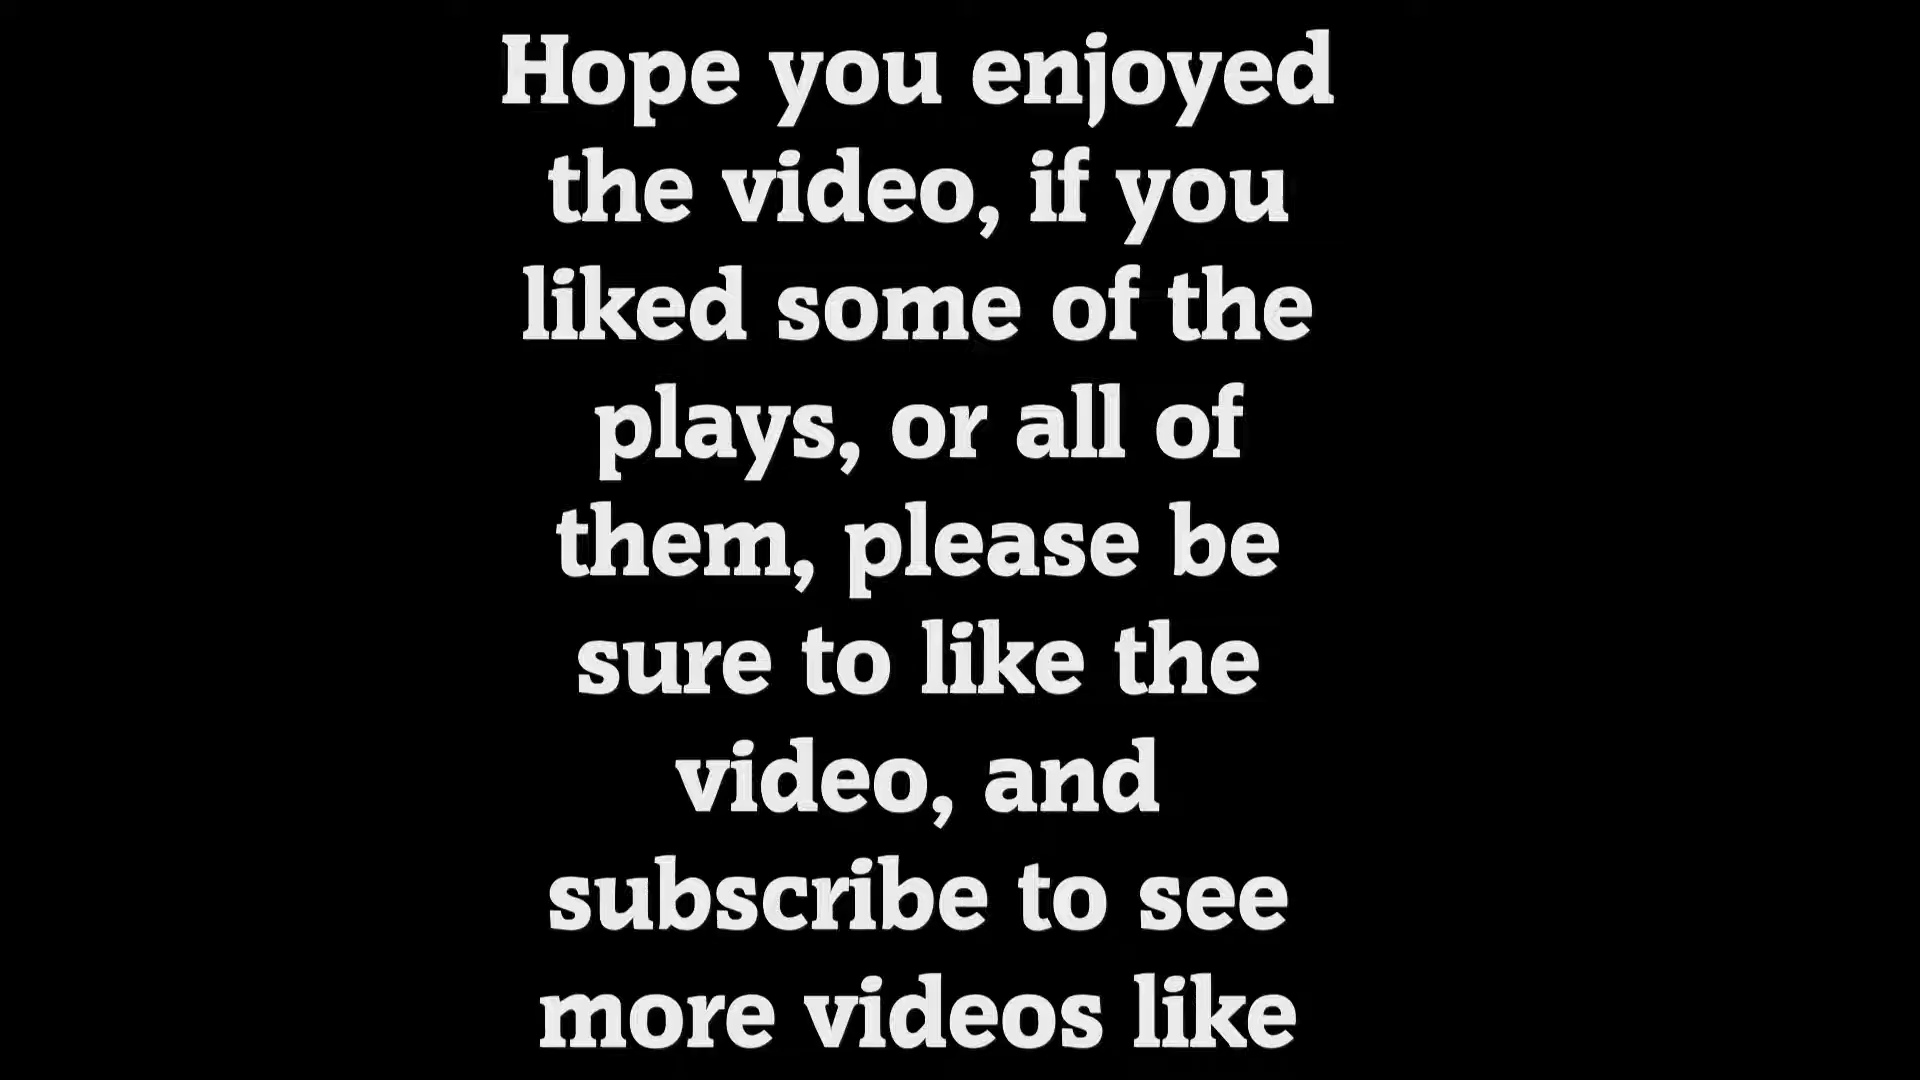 Hope you enjoyed
the video, if you
liked some of the
plays, or all of
them, please be
sure to like the
video, and
subscribe to see
more videos like